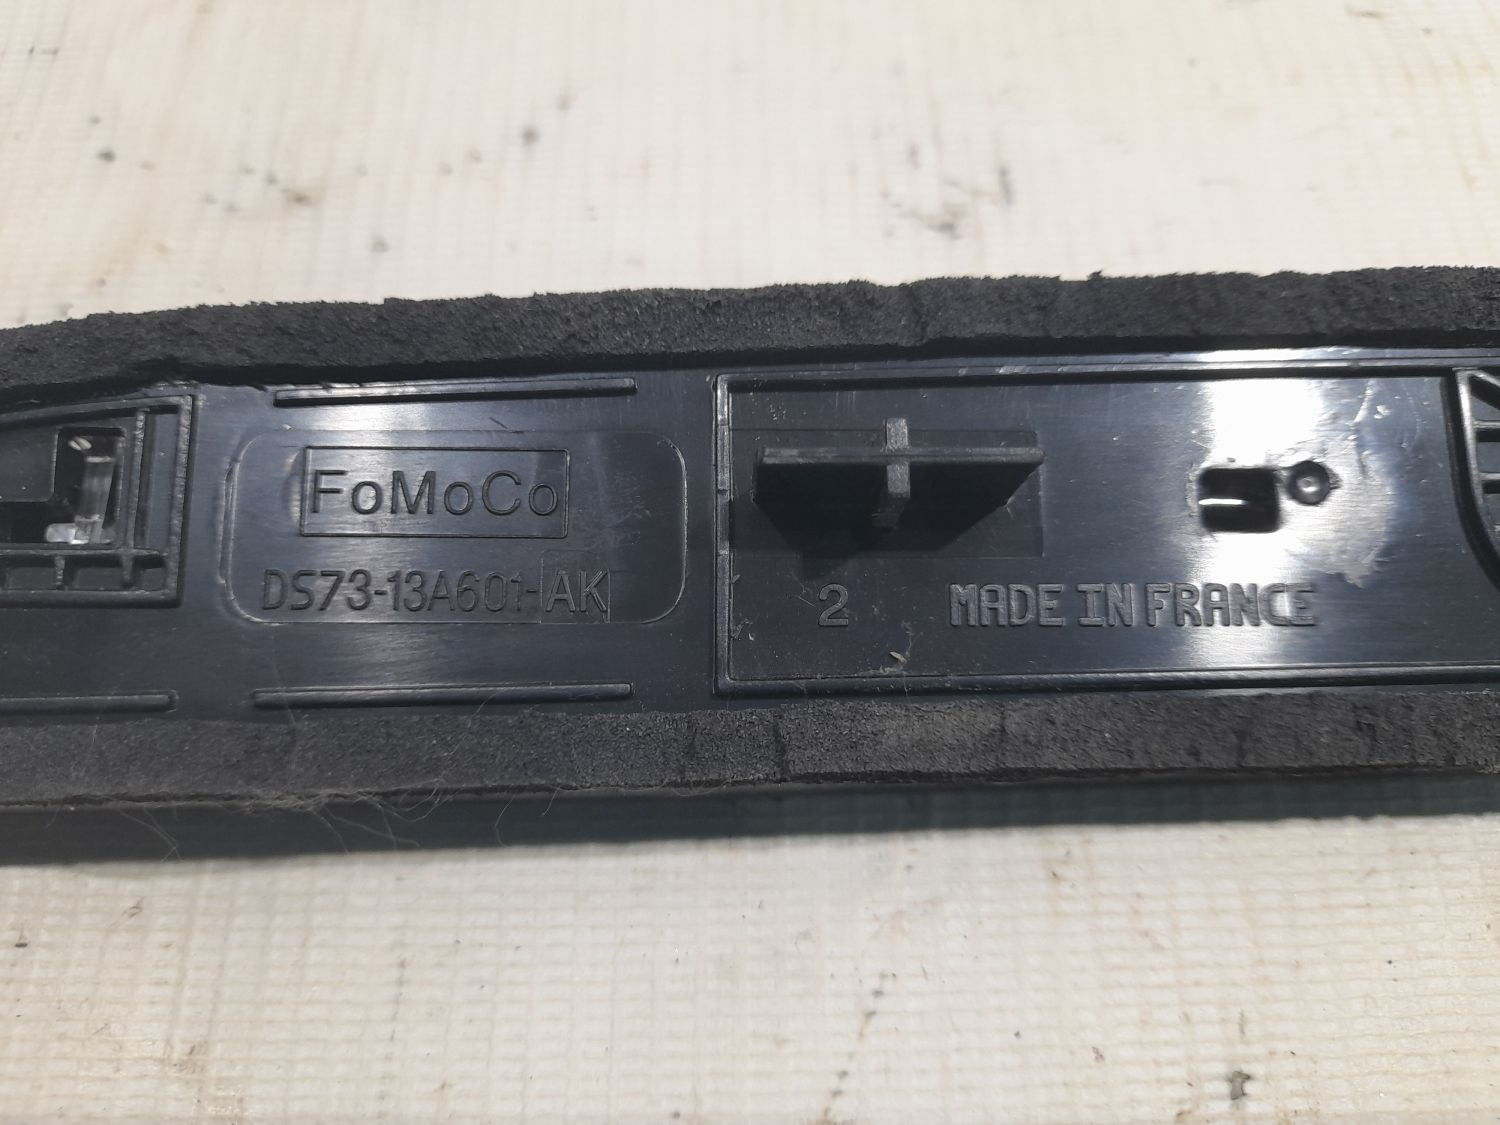 FoMoCo
DS73-13A601-AK
2 MADE IN FRANCE